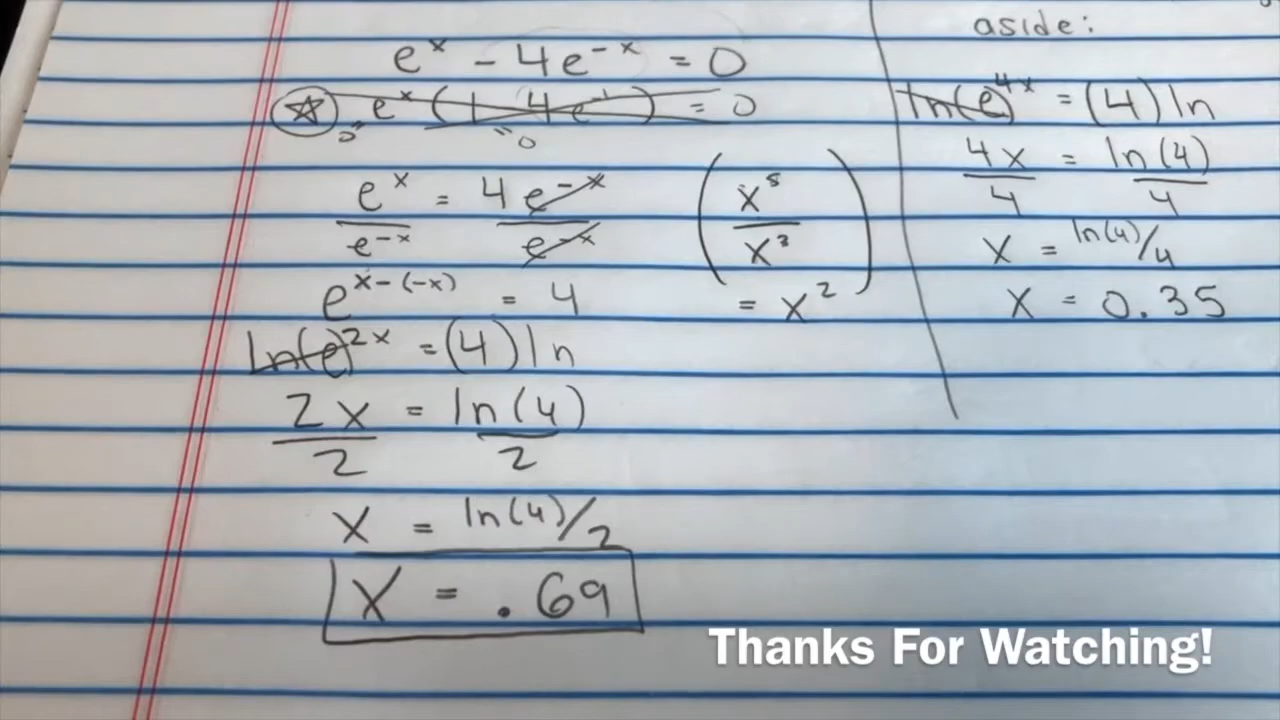 e^x - 4e^-x = 0
☆ e^x (1 - 4e^-1) = 0
0 = = 0
e^x / e^-x = 4e^-x / e^-x
e^x-(-x) = 4
ln(e)^2x = (4)ln
2x / 2 = ln(4) / 2
x = ln(4)/2
X = .69
(x^5 / x^3)
= x^2
aside:
ln(e)^4x = (4)ln
4x / 4 = ln(4) / 4
x = ln(4)/4
x = 0.35
Thanks For Watching!